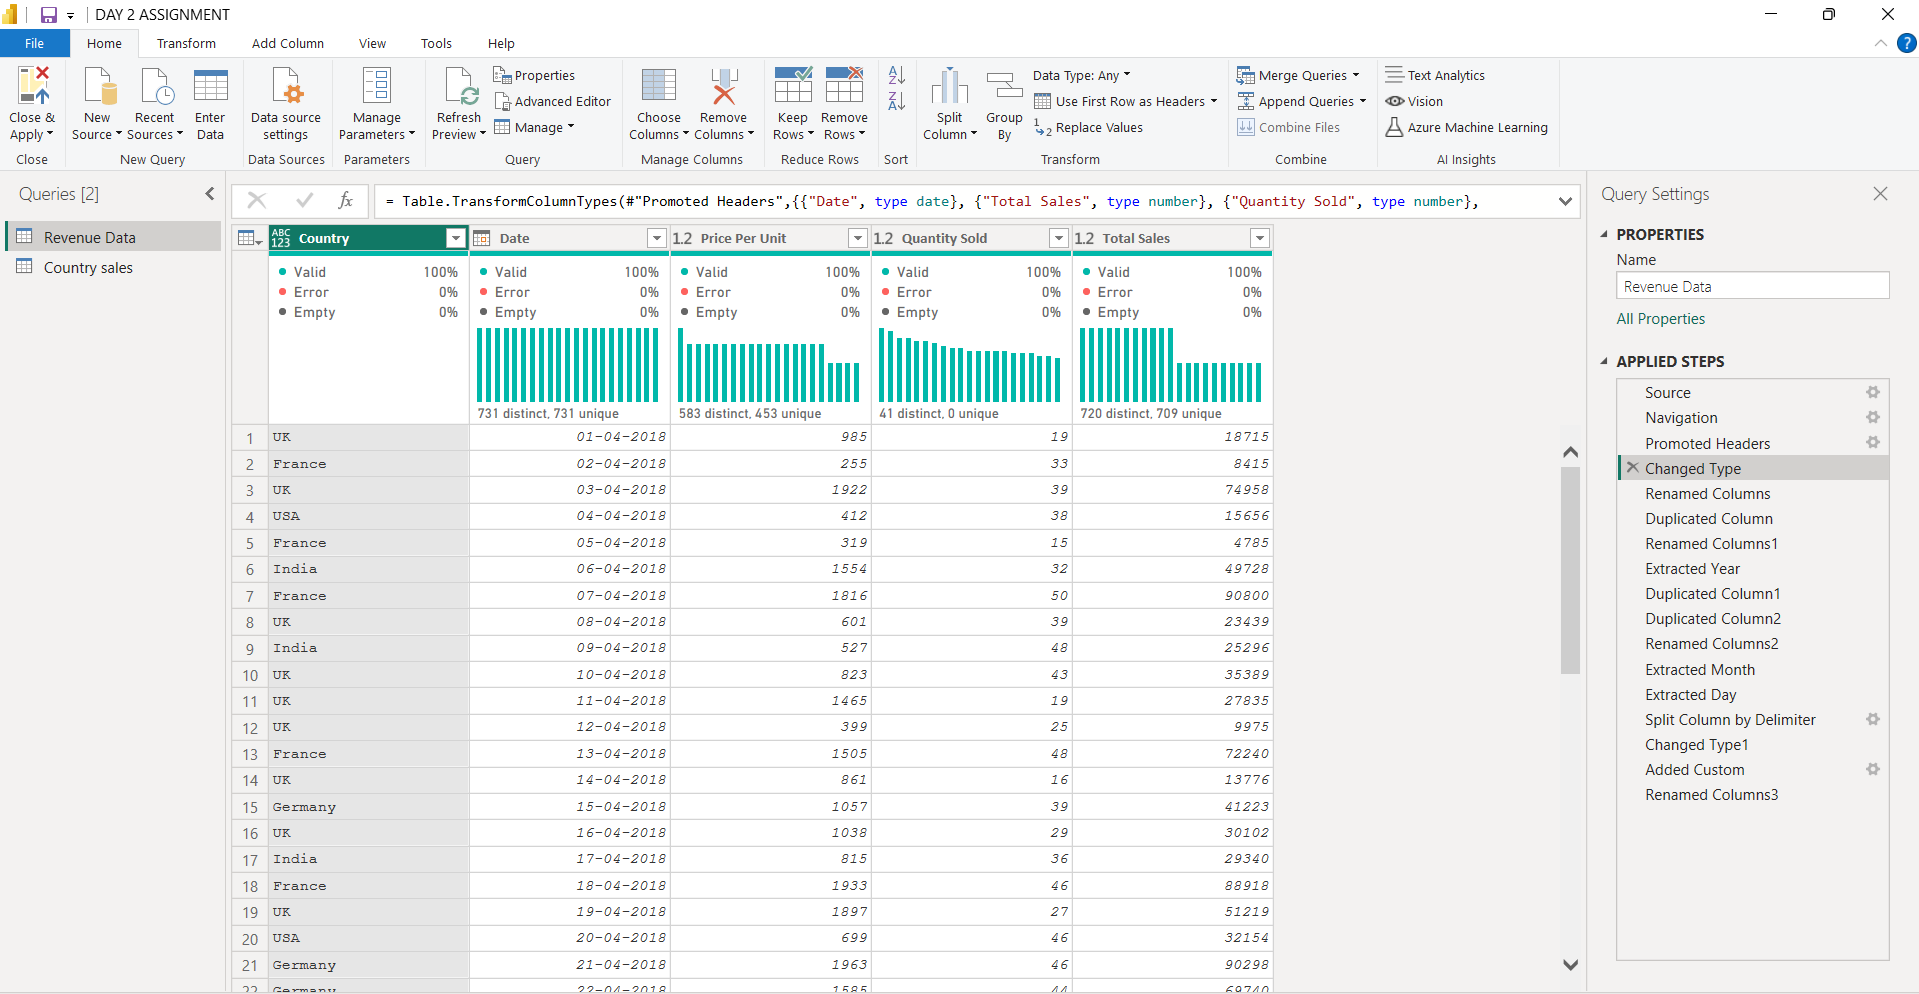 DAY 2 ASSIGNMENT
File Home Transform Add Column View Tools Help
Close & Apply
New Source
Recent Sources
Enter Data
Data source settings
Manage Parameters
Refresh Preview
Properties
Advanced Editor
Manage
Choose Columns
Remove Columns
Keep Rows
Remove Rows
Split Column
Group By
Data Type: Any
Use First Row as Headers
Replace Values
Merge Queries
Append Queries
Combine Files
Text Analytics
Vision
Azure Machine Learning
Close New Query Data Sources Parameters Query Manage Columns Reduce Rows Sort Transform Combine AI Insights
Queries [2]
Revenue Data
Country sales
fx = Table.TransformColumnTypes(#"Promoted Headers",{{"Date", type date}, {"Total Sales", type number}, {"Quantity Sold", type number},
ABC 123 Country Date 1.2 Price Per Unit 1.2 Quantity Sold 1.2 Total Sales
Valid 100% Valid 100% Valid 100% Valid 100% Valid 100%
Error 0% Error 0% Error 0% Error 0% Error 0%
Empty 0% Empty 0% Empty 0% Empty 0% Empty 0%
731 distinct, 731 unique 583 distinct, 453 unique 41 distinct, 0 unique 720 distinct, 709 unique
1 UK 01-04-2018 985 19 18715
2 France 02-04-2018 255 33 8415
3 UK 03-04-2018 1922 39 74958
4 USA 04-04-2018 412 38 15656
5 France 05-04-2018 319 15 4785
6 India 06-04-2018 1554 32 49728
7 France 07-04-2018 1816 50 90800
8 UK 08-04-2018 601 39 23439
9 India 09-04-2018 527 48 25296
10 UK 10-04-2018 823 43 35389
11 UK 11-04-2018 1465 19 27835
12 UK 12-04-2018 399 25 9975
13 France 13-04-2018 1505 48 72240
14 UK 14-04-2018 861 16 13776
15 Germany 15-04-2018 1057 39 41223
16 UK 16-04-2018 1038 29 30102
17 India 17-04-2018 815 36 29340
18 France 18-04-2018 1933 46 88918
19 UK 19-04-2018 1897 27 51219
20 USA 20-04-2018 699 46 32154
21 Germany 21-04-2018 1963 46 90298
22 Germany 22-04-2018 1585 44 69740
Query Settings
PROPERTIES
Name
Revenue Data
All Properties
APPLIED STEPS
Source
Navigation
Promoted Headers
Changed Type
Renamed Columns
Duplicated Column
Renamed Columns1
Extracted Year
Duplicated Column1
Duplicated Column2
Renamed Columns2
Extracted Month
Extracted Day
Split Column by Delimiter
Changed Type1
Added Custom
Renamed Columns3